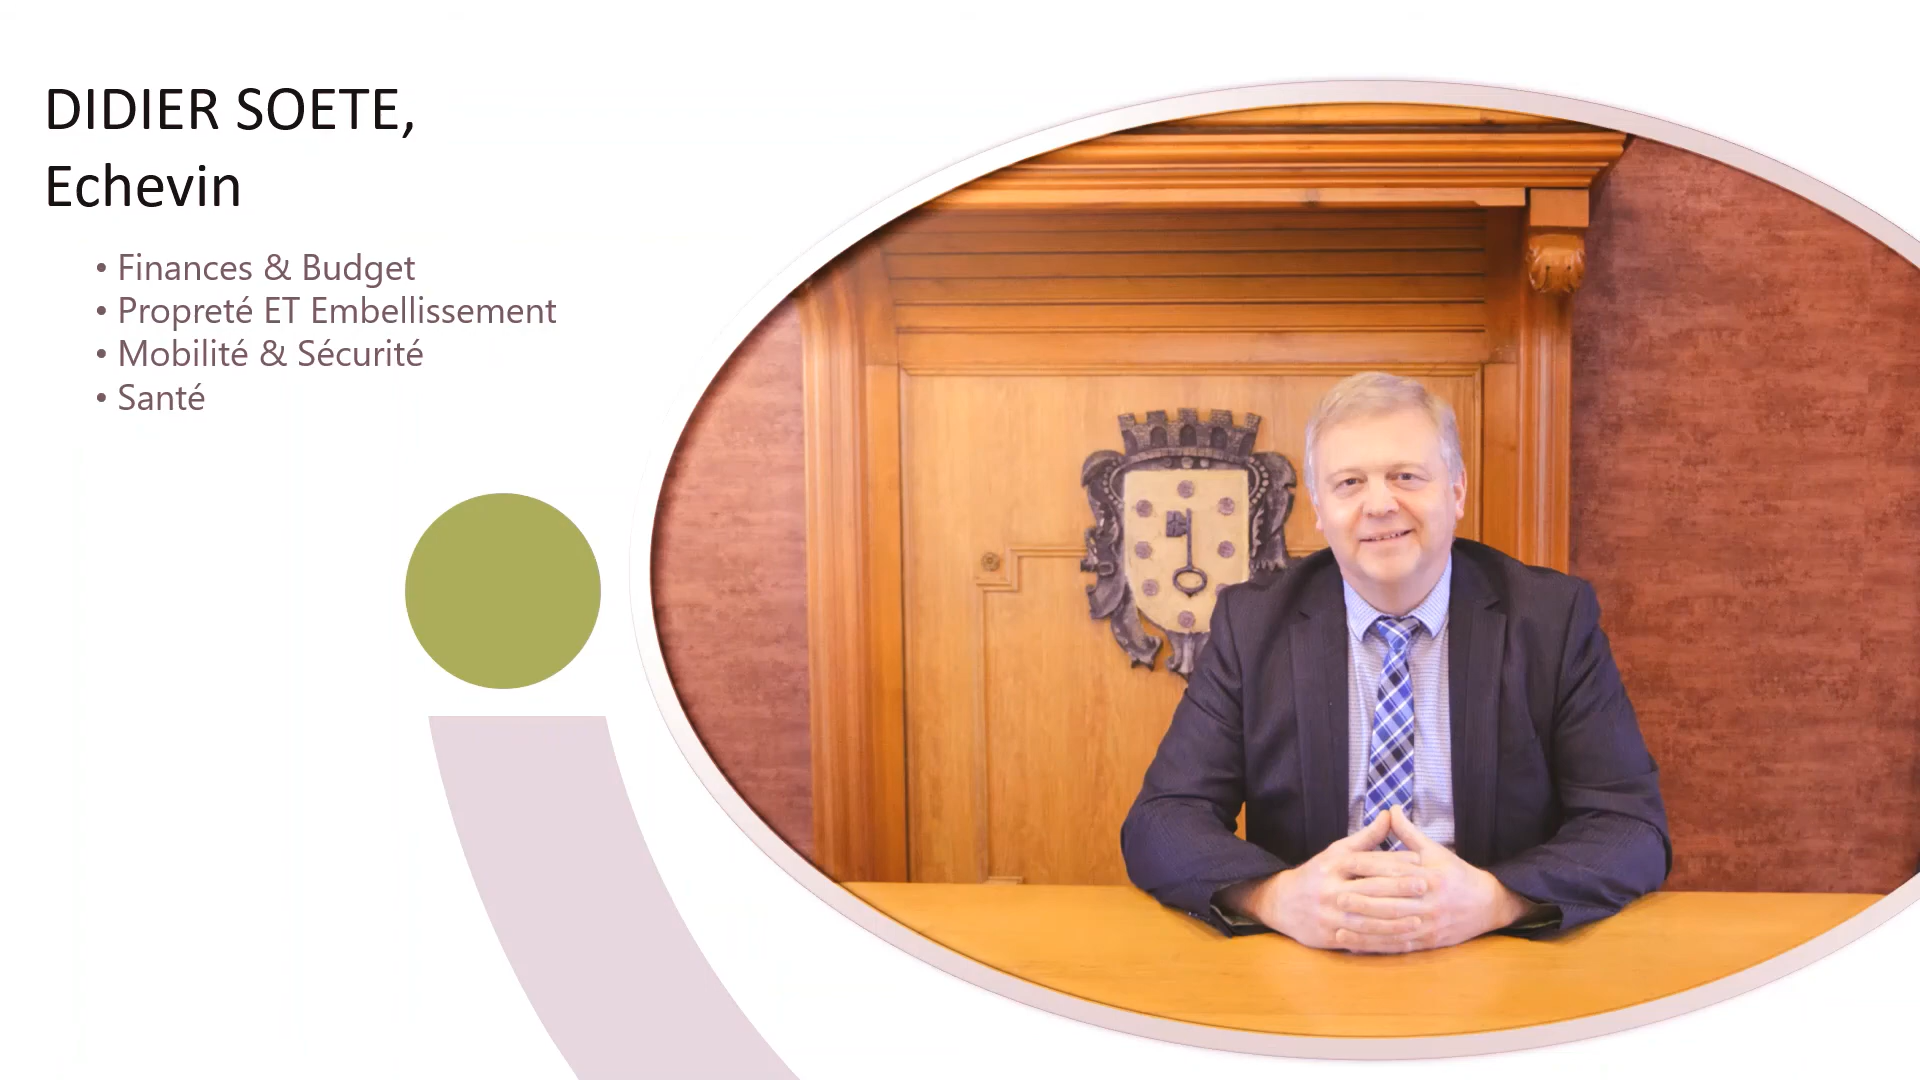 DIDIER SOETE,
Echevin
• Finances & Budget
• Propreté ET Embellissement
• Mobilité & Sécurité
• Santé